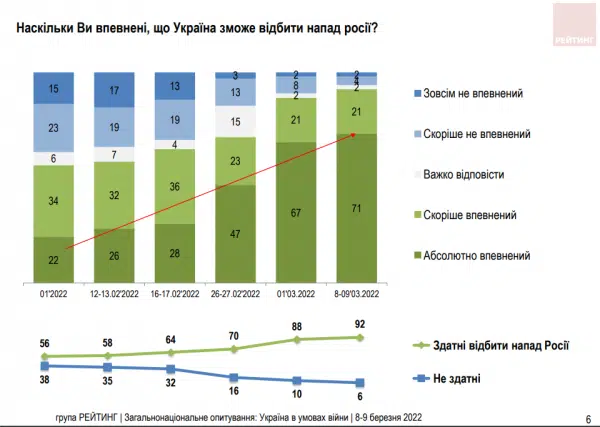 Наскільки Ви впевнені, що Україна зможе відбити напад росії?
РЕЙТИНГ
15 17 13 3 2 2
23 19 19 13 8 4
6 7 4 15 2 2
34 32 36 23 21 21
22 26 28 47 67 71
01'2022 12-13.02'2022 16-17.02'2022 26-27.02'2022 01'03.2022 8-09'03.2022
Зовсім не впевнений
Скоріше не впевнений
Важко відповісти
Скоріше впевнений
Абсолютно впевнений
56 58 64 70 88 92
38 35 32 16 10 6
Здатні відбити напад Росії
Не здатні
група РЕЙТИНГ | Загальнонаціональне опитування: Україна в умовах війни | 8-9 березня 2022
6